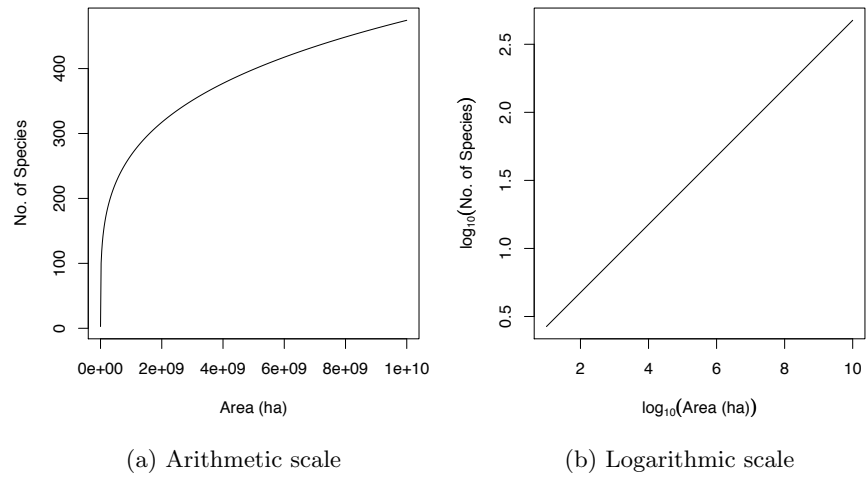 No. of Species
0
100
200
300
400
0e+00 2e+09 4e+09 6e+09 8e+09 1e+10
Area (ha)
(a) Arithmetic scale
log₁₀(No. of Species)
0.5
1.0
1.5
2.0
2.5
2 4 6 8 10
log₁₀(Area (ha))
(b) Logarithmic scale